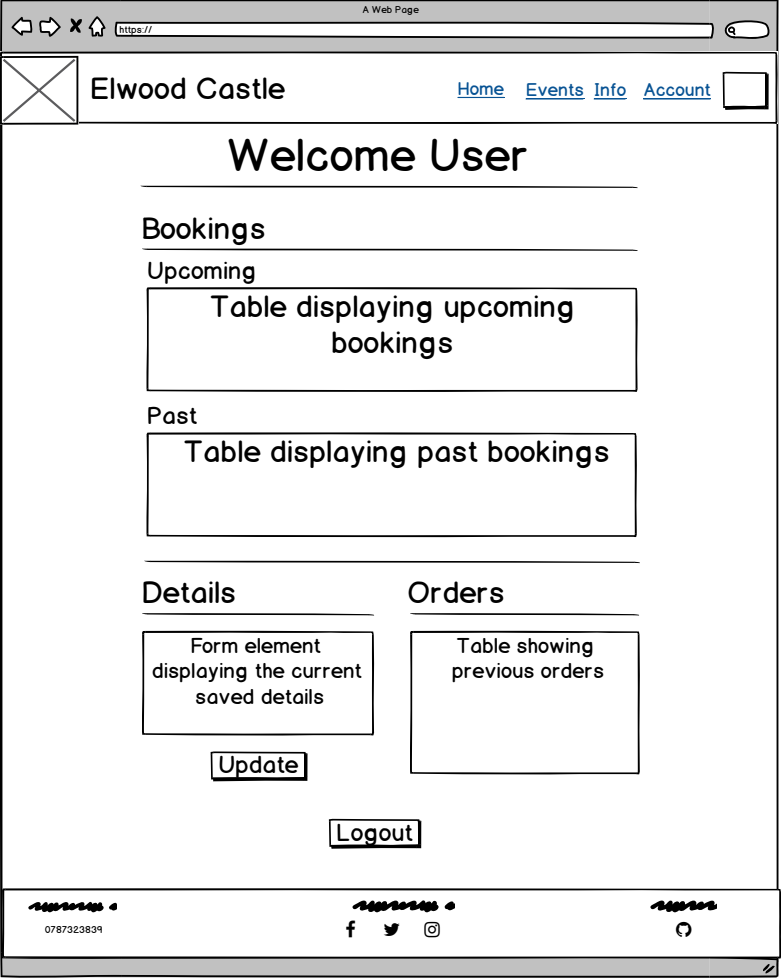 A Web Page
https://
Elwood Castle
Home Events Info Account
Welcome User
Bookings
Upcoming
Table displaying upcoming
bookings
Past
Table displaying past bookings
Details
Orders
Form element
displaying the current
saved details
Table showing
previous orders
Update
Logout
0787323839